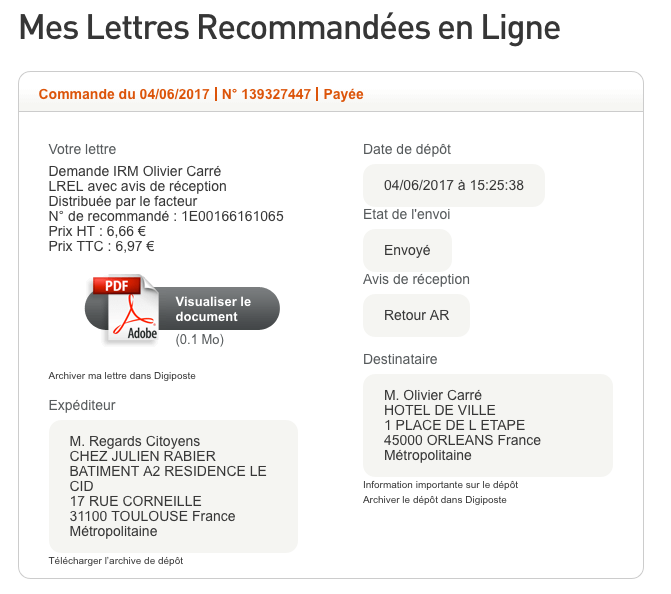 Mes Lettres Recommandées en Ligne
Commande du 04/06/2017 | N° 139327447 | Payée
Votre lettre
Demande IRM Olivier Carré
LREL avec avis de réception
Distribuée par le facteur
N° de recommandé : 1E00166161065
Prix HT : 6,66 €
Prix TTC : 6,97 €
PDF
Adobe
Visualiser le
document
(0.1 Mo)
Archiver ma lettre dans Digiposte
Expéditeur
M. Regards Citoyens
CHEZ JULIEN RABIER
BATIMENT A2 RESIDENCE LE
CID
17 RUE CORNEILLE
31100 TOULOUSE France
Métropolitaine
Télécharger l'archive de dépôt
Date de dépôt
04/06/2017 à 15:25:38
Etat de l'envoi
Envoyé
Avis de réception
Retour AR
Destinataire
M. Olivier Carré
HOTEL DE VILLE
1 PLACE DE L ETAPE
45000 ORLEANS France
Métropolitaine
Information importante sur le dépôt
Archiver le dépôt dans Digiposte